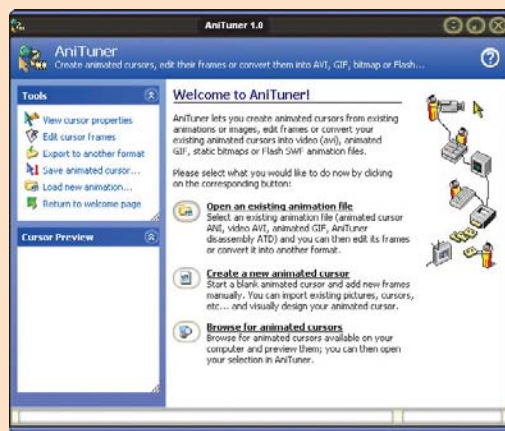 AniTuner 1.0
AniTuner
Create animated cursors, edit their frames or convert them into AVI, GIF, bitmap or Flash...
Tools
View cursor properties
Edit cursor frames
Export to another format
Save animated cursor...
Load new animation...
Return to welcome page
Cursor Preview
Welcome to AniTuner!
AniTuner lets you create animated cursors from existing
animations or images, edit frames or convert your
existing animated cursors into video (avi), animated
GIF, static bitmaps or Flash SWF animation files.
Please select what you would like to do now by clicking
on the corresponding button:
Open an existing animation file
Select an existing animation file (animated cursor
ANI, video AVI, animated GIF, AniTuner
disassembly ATD) and you can then edit its frames
or convert it into another format.
Create a new animated cursor
Start a blank animated cursor and add new frames
manually. You can import existing pictures, cursors,
etc... and visually design your animated cursor.
Browse for animated cursors
Browse for animated cursors available on your
computer and preview them; you can then open
your selection in AniTuner.